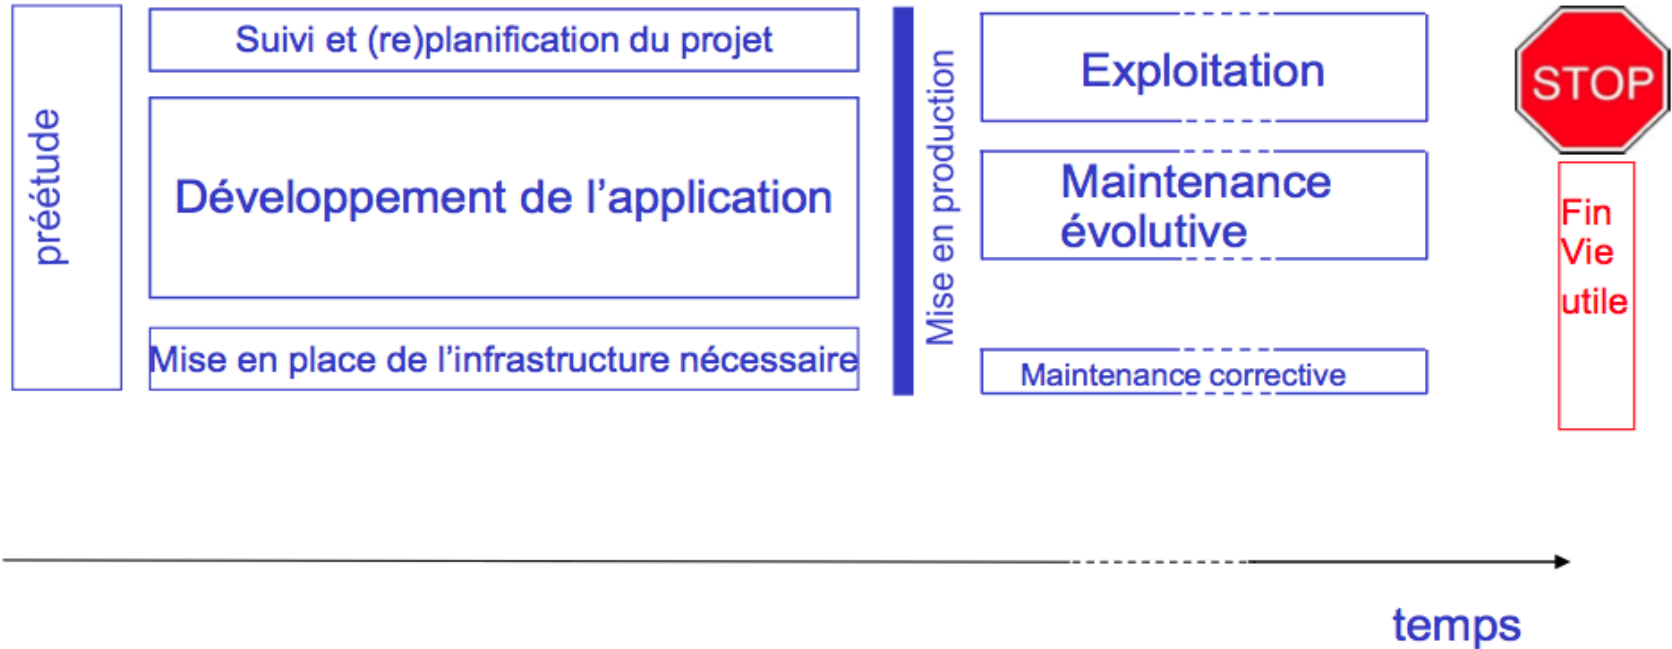 préétude
Suivi et (re)planification du projet
Développement de l'application
Mise en place de l'infrastructure nécessaire
Mise en production
Exploitation
Maintenance
évolutive
Maintenance corrective
STOP
Fin
Vie
utile
temps